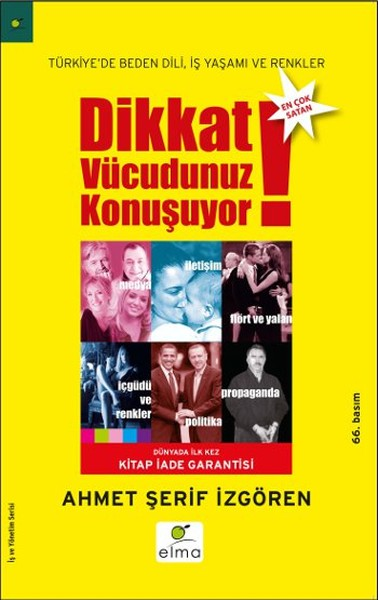 TÜRKİYE'DE BEDEN DİLİ, İŞ YAŞAMI VE RENKLER
EN ÇOK
SATAN
Dikkat!
Vücudunuz
Konuşuyor
medya
iletişim
flört ve yalan
içgüdü
ve
renkler
politika
propaganda
DÜNYADA İLK KEZ
KİTAP İADE GARANTİSİ
66. basım
AHMET ŞERİF İZGÖREN
elma
İş ve Yönetim Serisi